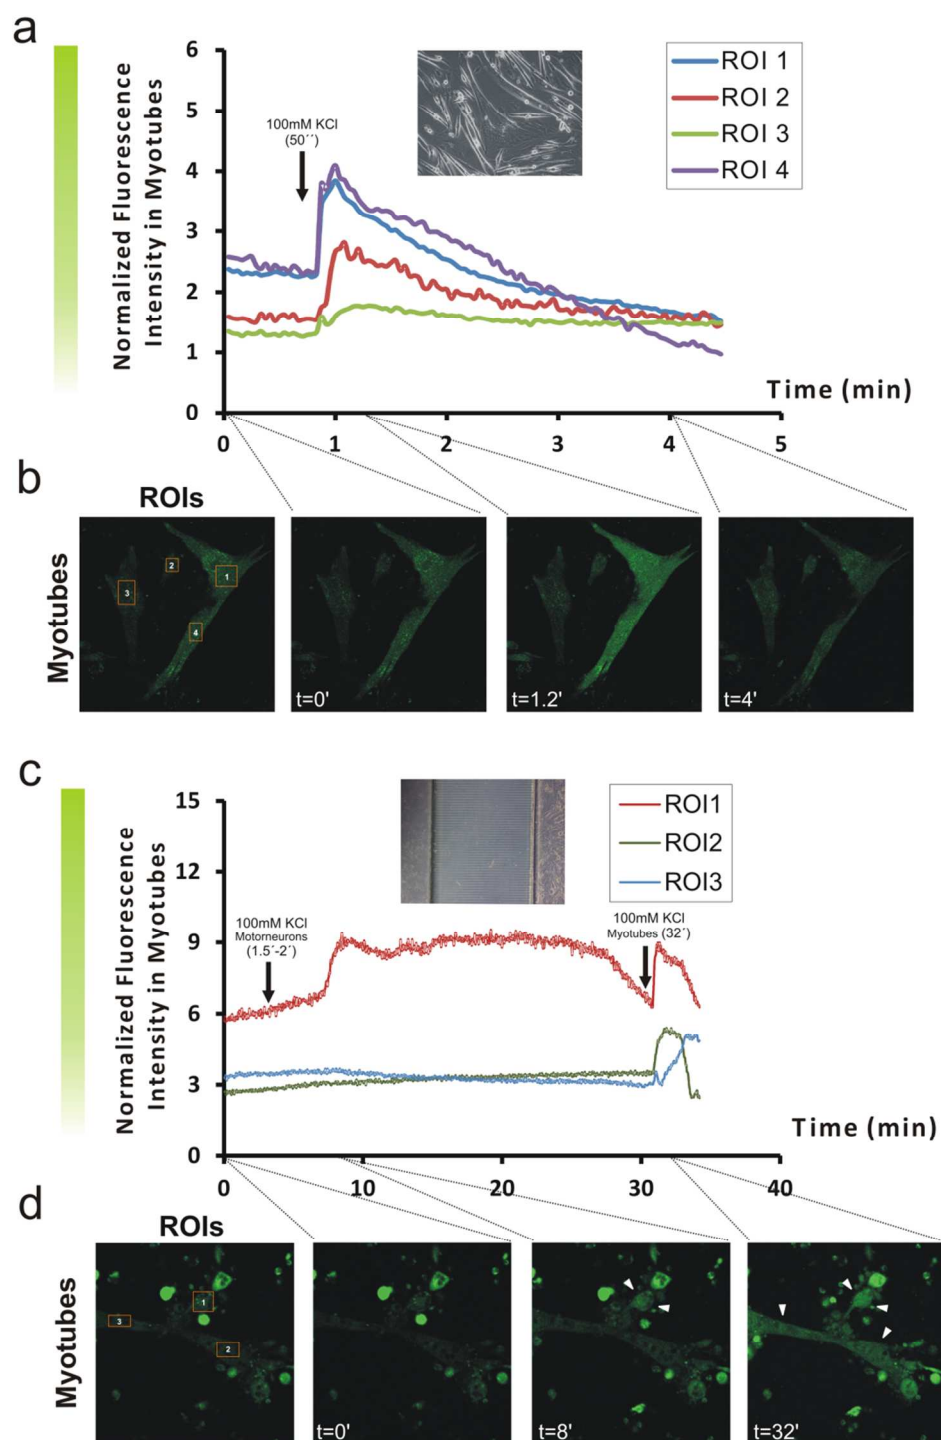 a
6
5
4
3
2
1
0
Normalized Fluorescence
Intensity in Myotubes
100mM KCl
(50´´)
ROI 1
ROI 2
ROI 3
ROI 4
Time (min)
0 1 2 3 4 5
b
ROIs
Myotubes
1
2
3
4
t=0'
t=1.2'
t=4'
c
15
12
9
6
3
0
Normalized Fluorescence
Intensity in Myotubes
100mM KCl
Motorneurons
(1.5´-2´)
100mM KCl
Myotubes (32´)
ROI1
ROI2
ROI3
Time (min)
0 10 20 30 40
d
ROIs
Myotubes
1
3
2
t=0'
t=8'
t=32'